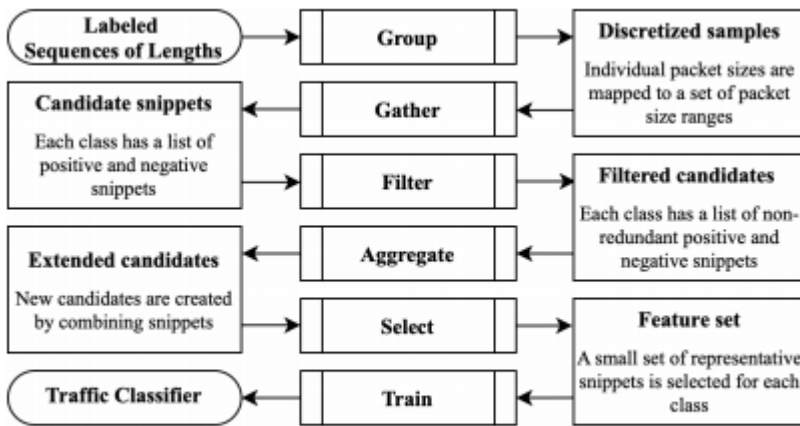 Labeled
Sequences of Lengths
Group
Discretized samples
Individual packet sizes are
mapped to a set of packet
size ranges
Gather
Candidate snippets
Each class has a list of
positive and negative
snippets
Filter
Filtered candidates
Each class has a list of non-
redundant positive and
negative snippets
Aggregate
Extended candidates
New candidates are created
by combining snippets
Select
Feature set
A small set of representative
snippets is selected for each
class
Train
Traffic Classifier